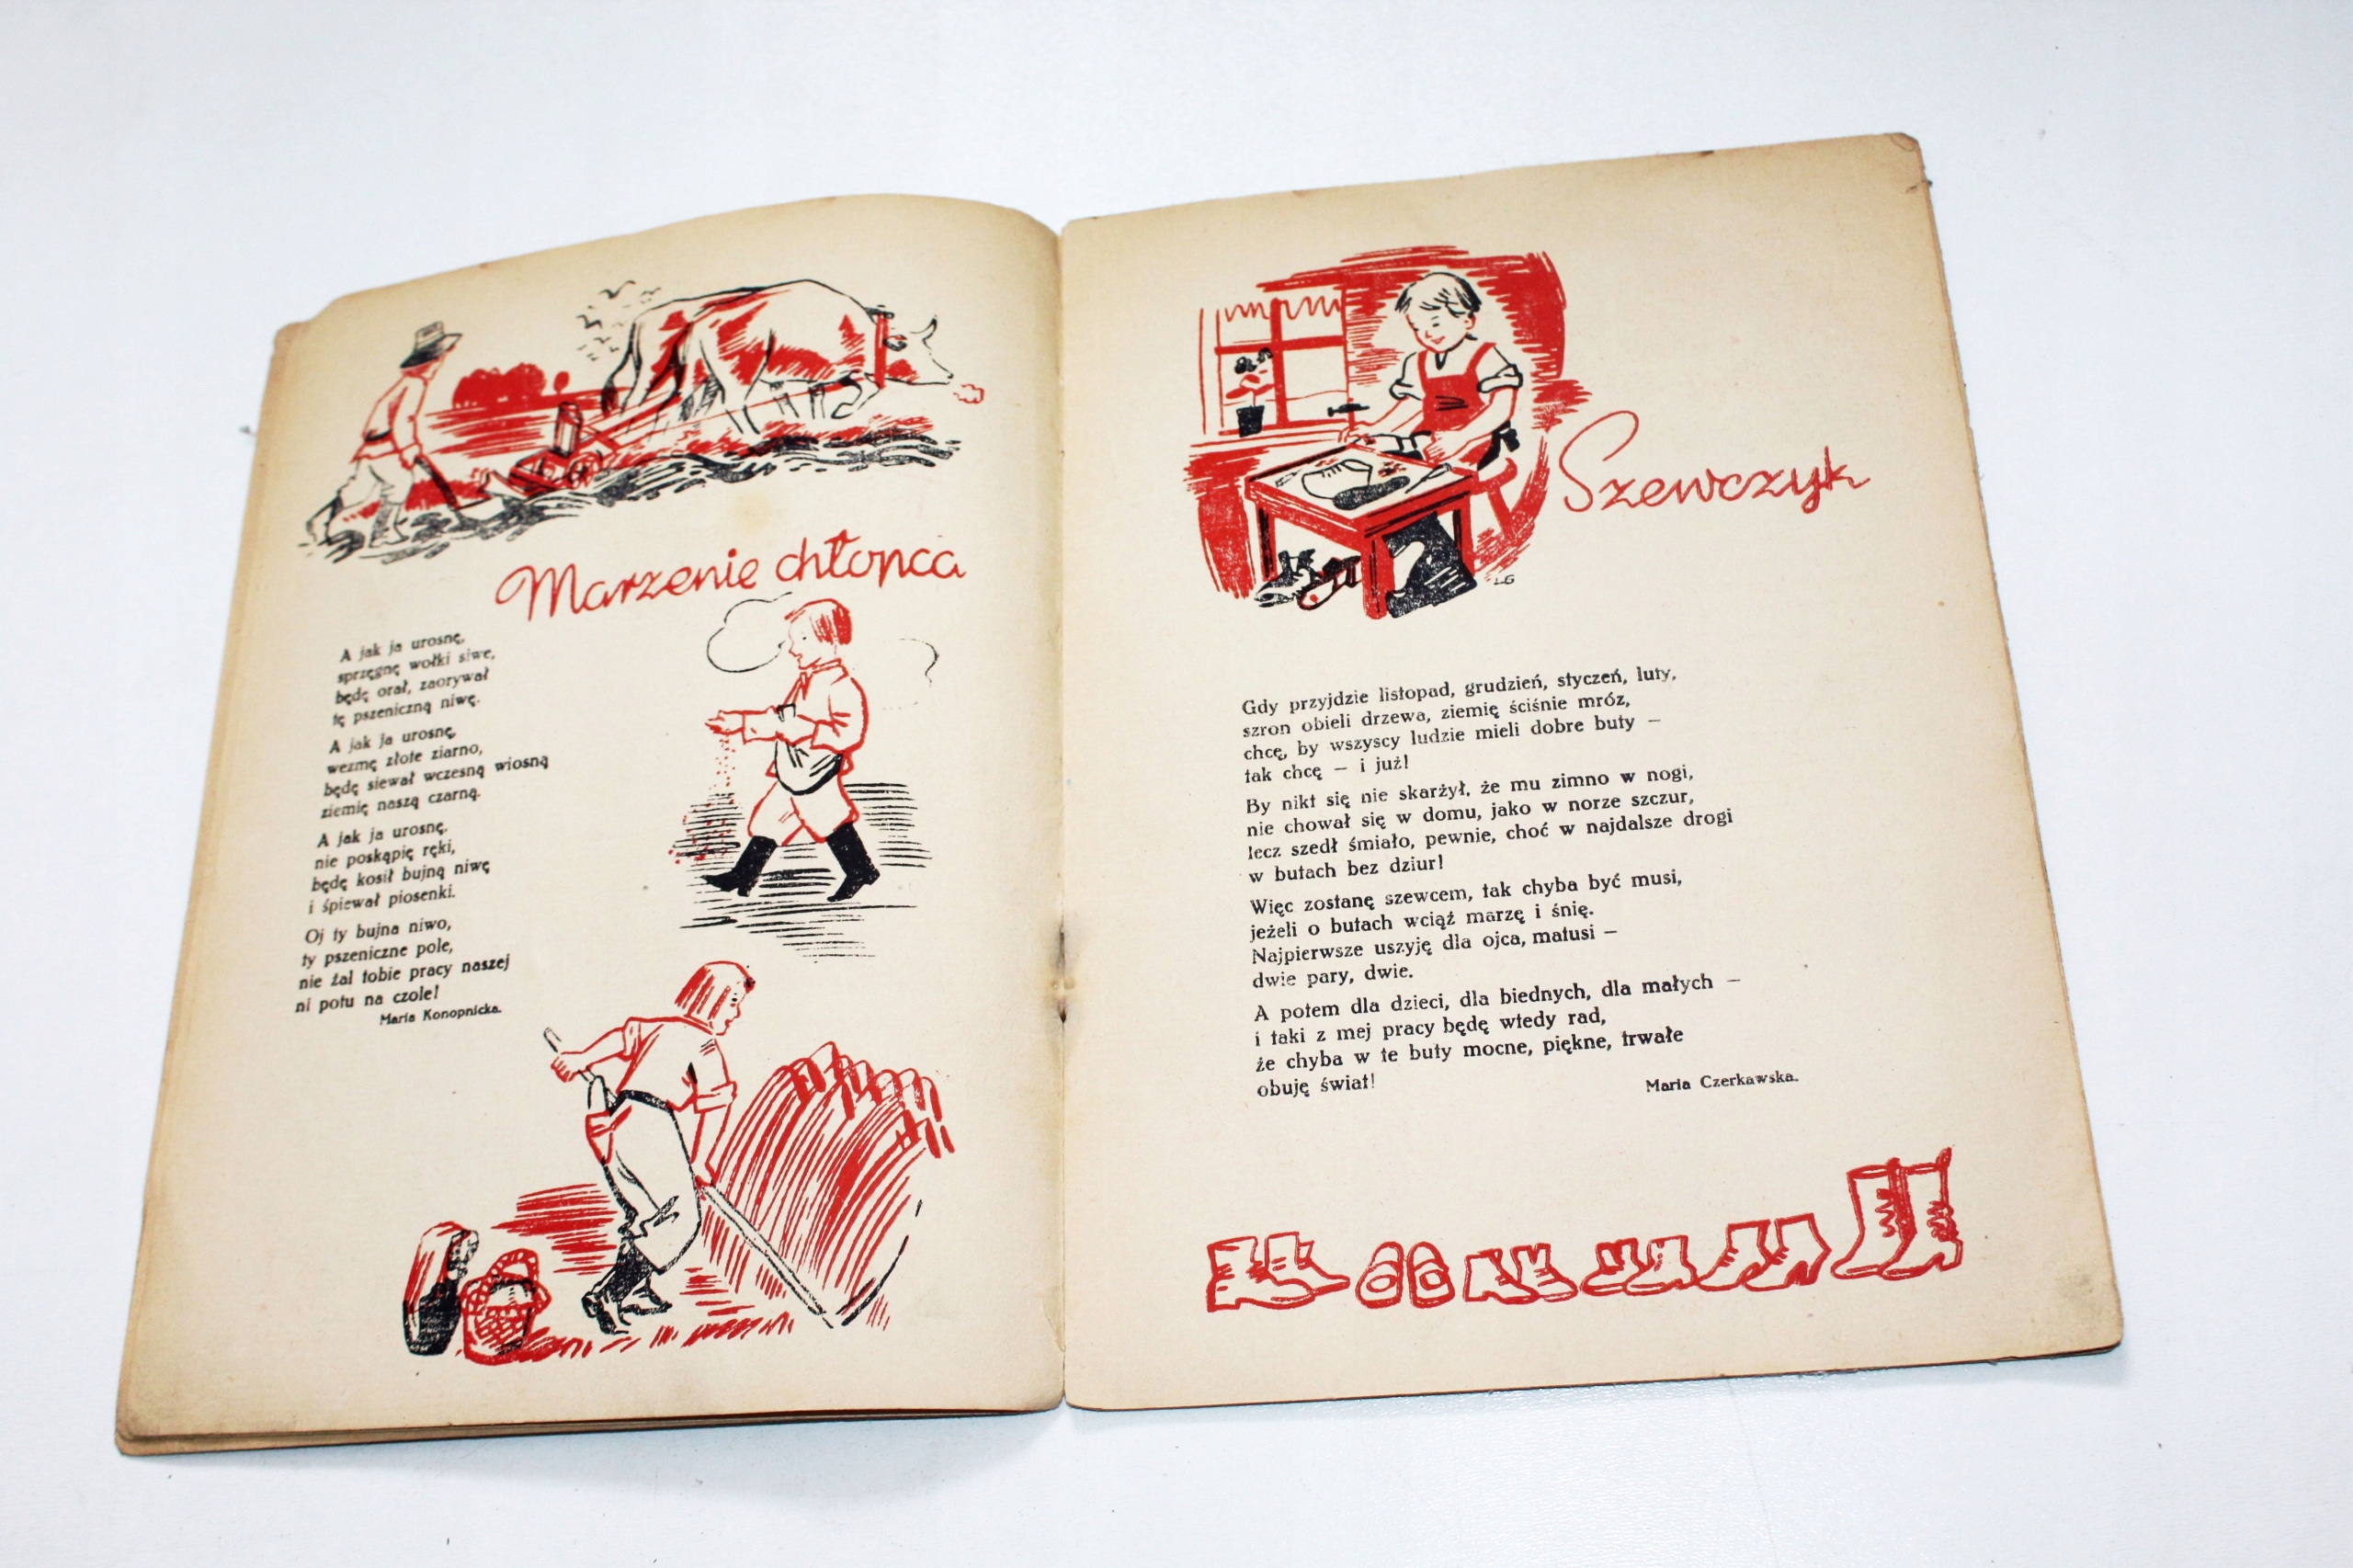 Marzenie chłopca
A jak ja urosnę,
sprzęgnę wołki siwe,
będę orał, zaorywał
tę pszeniczną niwę.
A jak ja urosnę,
wezmę złote ziarno,
będę siewał wczesną wiosną
ziemię naszą czarną.
A jak ja urosnę,
nie poskąpię ręki,
będę kosił bujną niwę
i śpiewał piosenki.
Oj ty bujna niwo,
ty pszeniczne pole,
nie żal tobie pracy naszej
ni potu na czole!
Maria Konopnicka.
Szewczyk
LG
Gdy przyjdzie listopad, grudzień, styczeń, luty,
szron obieli drzewa, ziemię ściśnie mróz,
chcę, by wszyscy ludzie mieli dobre buty —
tak chcę — i już!
By nikt się nie skarżył, że mu zimno w nogi,
nie chował się w domu, jako w norze szczur,
lecz szedł śmiało, pewnie, choć w najdalsze drogi
w butach bez dziur!
Więc zostanę szewcem, tak chyba być musi,
jeżeli o butach wciąż marzę i śnię.
Najpierwsze uszyję dla ojca, matusi —
dwie pary, dwie.
A potem dla dzieci, dla biednych, dla małych —
i taki z mej pracy będę wtedy rad,
że chyba w te buty mocne, piękne, trwałe
obuję świat!
Maria Czerkawska.